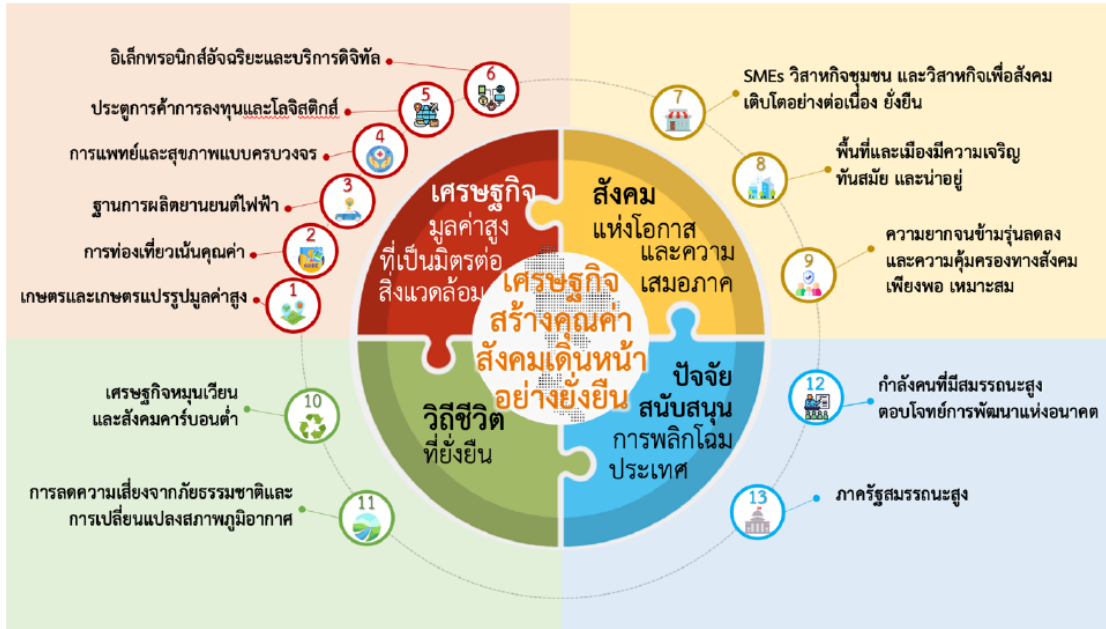 อิเล็กทรอนิกส์อัจฉริยะและบริการดิจิทัล
6
ประตูการค้าการลงทุนและโลจิสติกส์
5
การแพทย์และสุขภาพแบบครบวงจร
4
ฐานการผลิตยานยนต์ไฟฟ้า
3
การท่องเที่ยวเน้นคุณค่า
2
เกษตรและเกษตรแปรรูปมูลค่าสูง
1
เศรษฐกิจ
มูลค่าสูง
ที่เป็นมิตรต่อ
สิ่งแวดล้อม
สังคม
แห่งโอกาส
และความ
เสมอภาค
7
SMEs วิสาหกิจชุมชน และวิสาหกิจเพื่อสังคม
เติบโตอย่างต่อเนื่อง ยั่งยืน
8
พื้นที่และเมืองมีความเจริญ
ทันสมัย และน่าอยู่
9
ความยากจนข้ามรุ่นลดลง
และความคุ้มครองทางสังคม
เพียงพอ เหมาะสม
เศรษฐกิจ
สร้างคุณค่า
สังคมเดินหน้า
อย่างยั่งยืน
เศรษฐกิจหมุนเวียน
และสังคมคาร์บอนต่ำ
10
การลดความเสี่ยงจากภัยธรรมชาติและ
การเปลี่ยนแปลงสภาพภูมิอากาศ
11
วิถีชีวิต
ที่ยั่งยืน
ปัจจัย
สนับสนุน
การพลิกโฉม
ประเทศ
12
กำลังคนที่มีสมรรถนะสูง
ตอบโจทย์การพัฒนาแห่งอนาคต
13
ภาครัฐสมรรถนะสูง